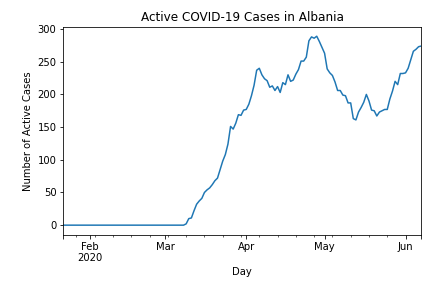 Active COVID-19 Cases in Albania
300
250
200
150
100
50
0
Number of Active Cases
Feb
2020
Mar
Apr
May
Jun
Day